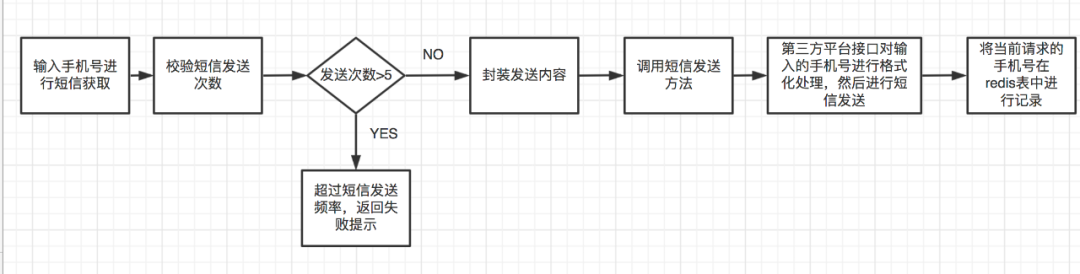 输入手机号进
行短信获取
校验短信发送
次数
发送次数>5
NO
YES
超过短信发送
频率，返回失
败提示
封装发送内容
调用短信发送
方法
第三方平台接口对输
入的手机号进行格式
化处理，然后进行短
信发送
将当前请求的
手机号在
redis表中进
行记录